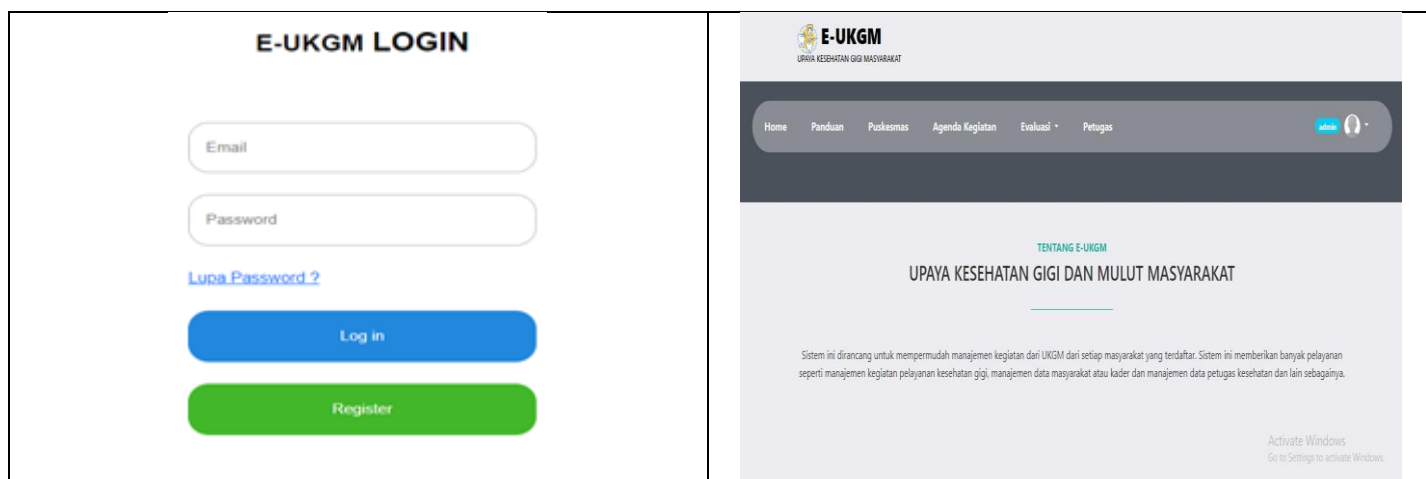 E-UKGM LOGIN
Email
Password
Lupa Password ?
Log in
Register
E-UKGM
UPAYA KESEHATAN GIGI MASYARAKAT
Home Panduan Puskesmas Agenda Kegiatan Evaluasi Petugas admin
TENTANG E-UKGM
UPAYA KESEHATAN GIGI DAN MULUT MASYARAKAT
Sistem ini dirancang untuk mempermudah manajemen kegiatan dari UKGM dari setiap masyarakat yang terdaftar. Sistem ini memberikan banyak pelayanan
seperti manajemen kegiatan pelayanan kesehatan gigi, manajemen data masyarakat atau kader dan manajemen data petugas kesehatan dan lain sebagainya.
Activate Windows
Go to Settings to activate Windows.